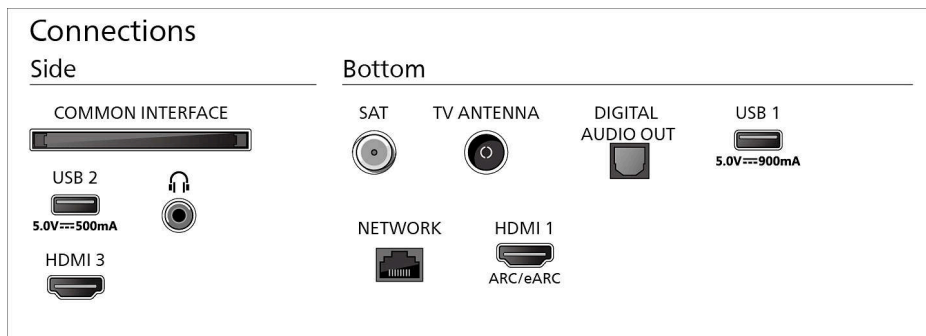 Connections
Side
COMMON INTERFACE
USB 2
5.0V⎓500mA
HDMI 3
Bottom
SAT
TV ANTENNA
DIGITAL
AUDIO OUT
USB 1
5.0V⎓900mA
NETWORK
HDMI 1
ARC/eARC